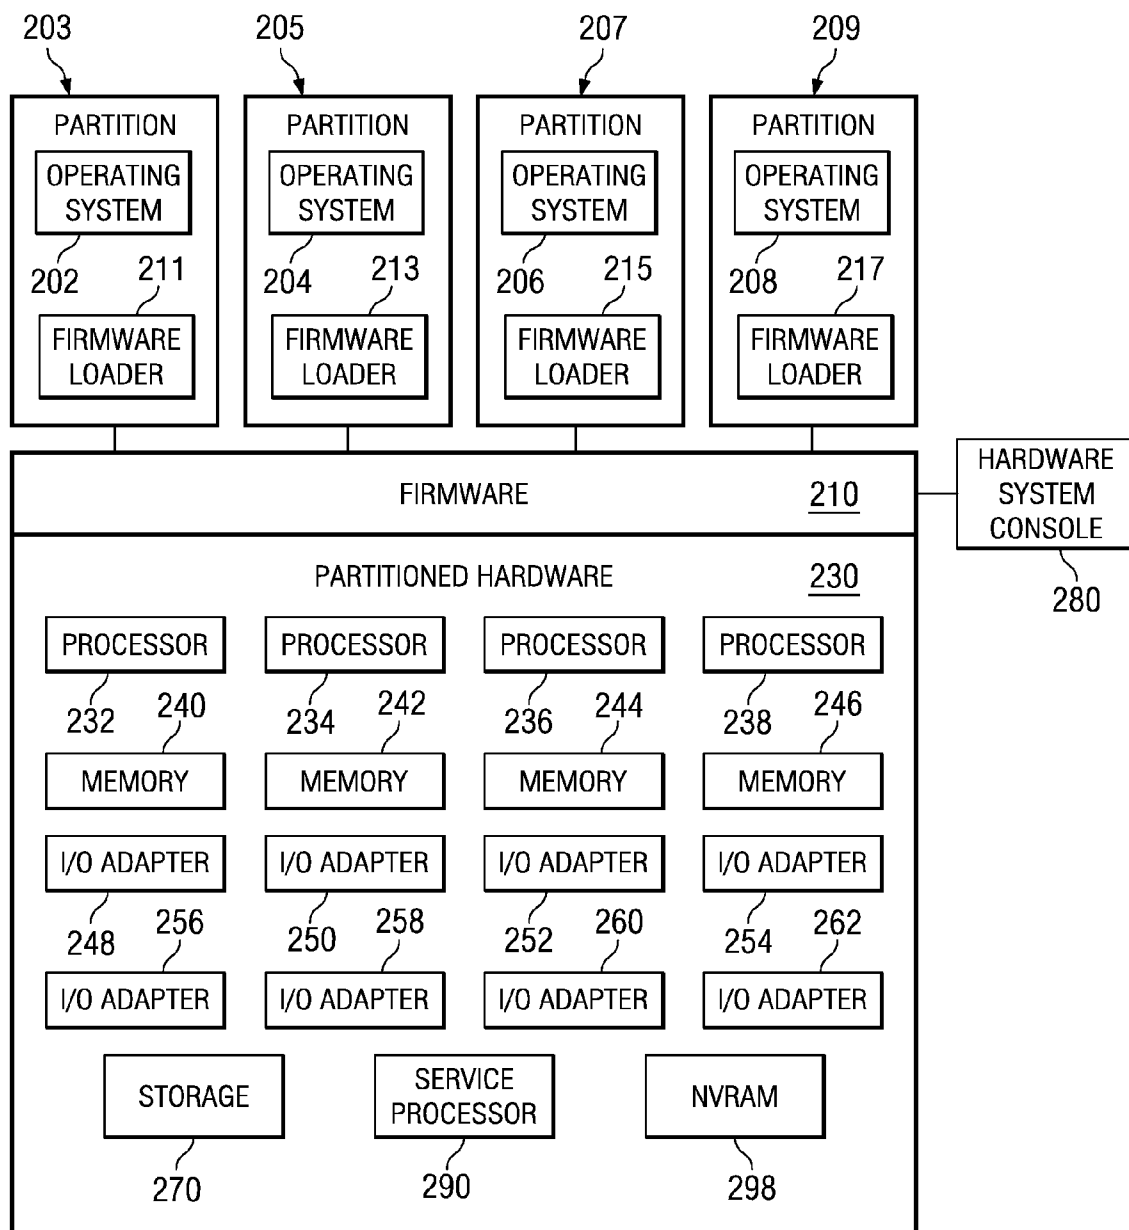 203 205 207 209
PARTITION PARTITION PARTITION PARTITION
OPERATING OPERATING OPERATING OPERATING
SYSTEM SYSTEM SYSTEM SYSTEM
202 211 204 213 206 215 208 217
FIRMWARE FIRMWARE FIRMWARE FIRMWARE
LOADER LOADER LOADER LOADER
HARDWARE
SYSTEM
CONSOLE
280
FIRMWARE 210
PARTITIONED HARDWARE 230
PROCESSOR PROCESSOR PROCESSOR PROCESSOR
232 240 234 242 236 244 238 246
MEMORY MEMORY MEMORY MEMORY
I/O ADAPTER I/O ADAPTER I/O ADAPTER I/O ADAPTER
248 256 250 258 252 260 254 262
I/O ADAPTER I/O ADAPTER I/O ADAPTER I/O ADAPTER
STORAGE
SERVICE
PROCESSOR
NVRAM
270 290 298